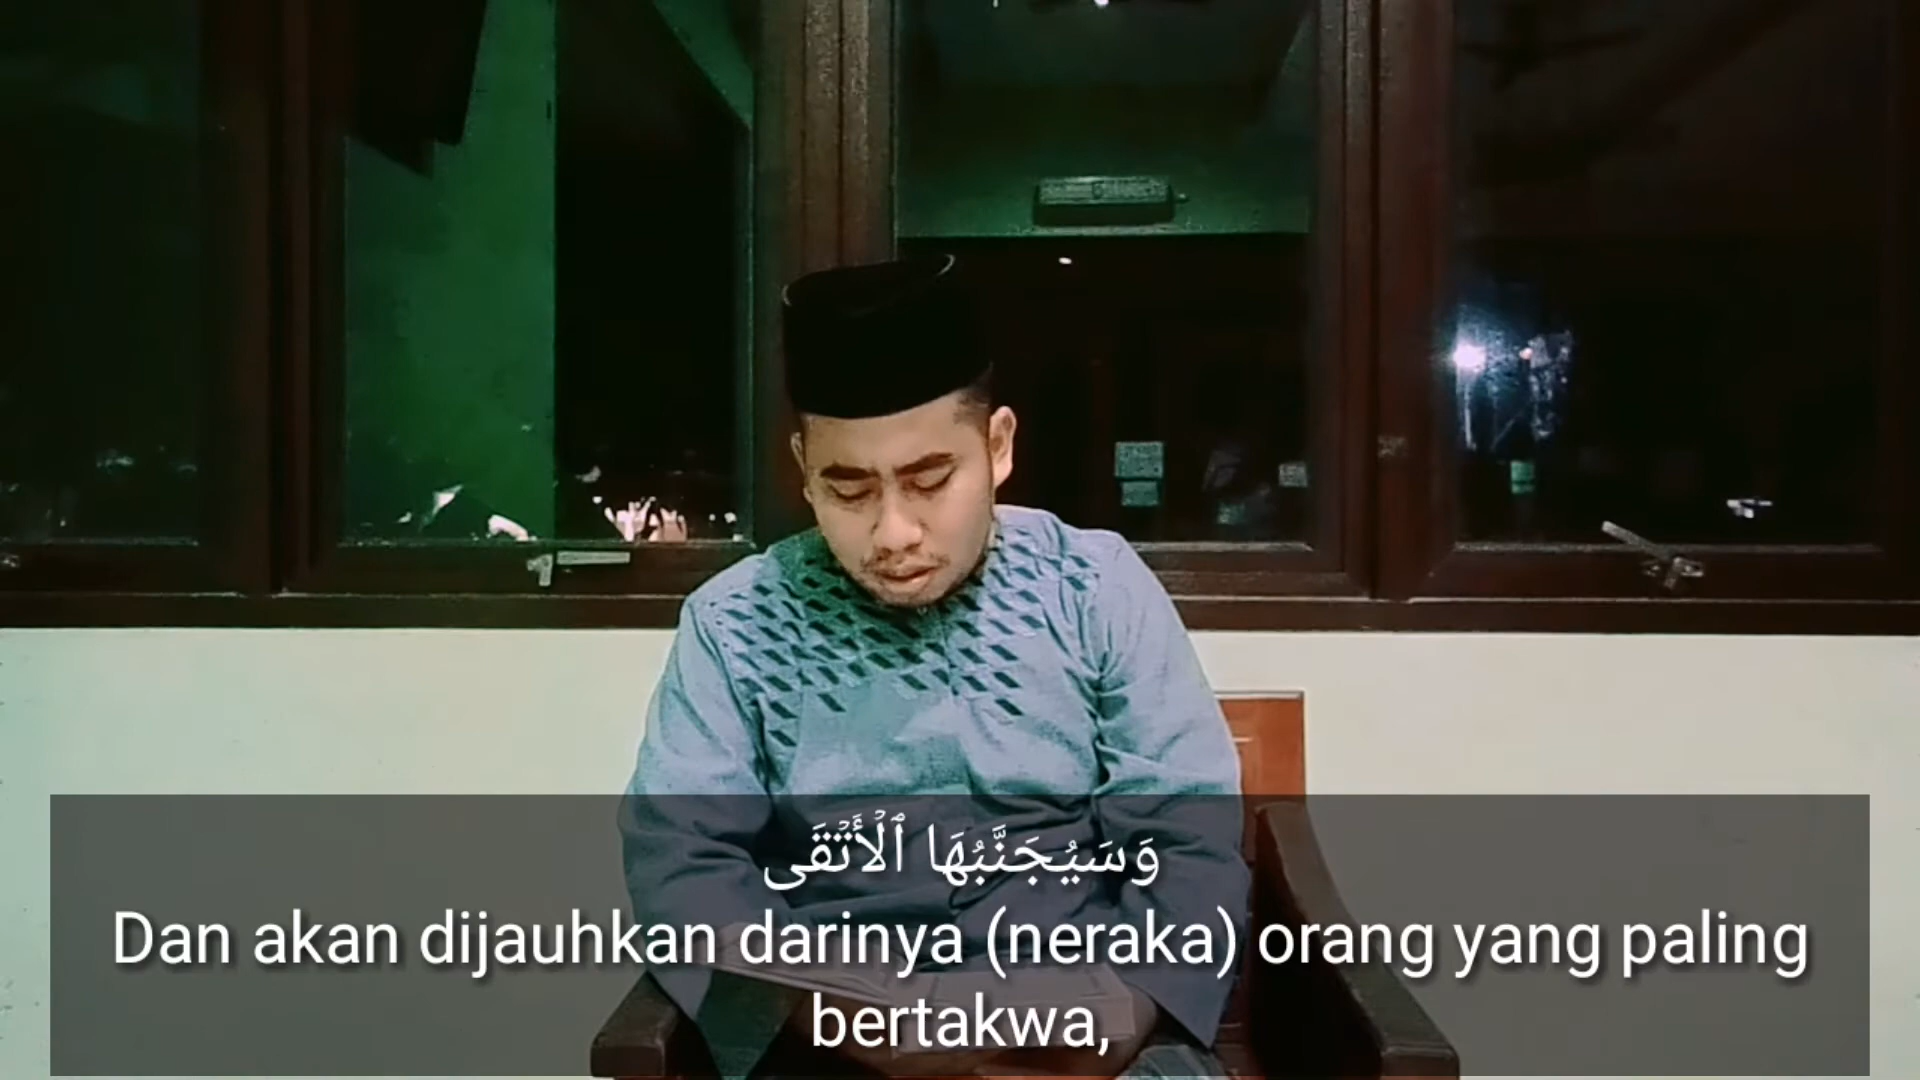 وَسَيُجَنَّبُهَا ٱلْأَتْقَى
Dan akan dijauhkan darinya (neraka) orang yang paling
bertakwa,